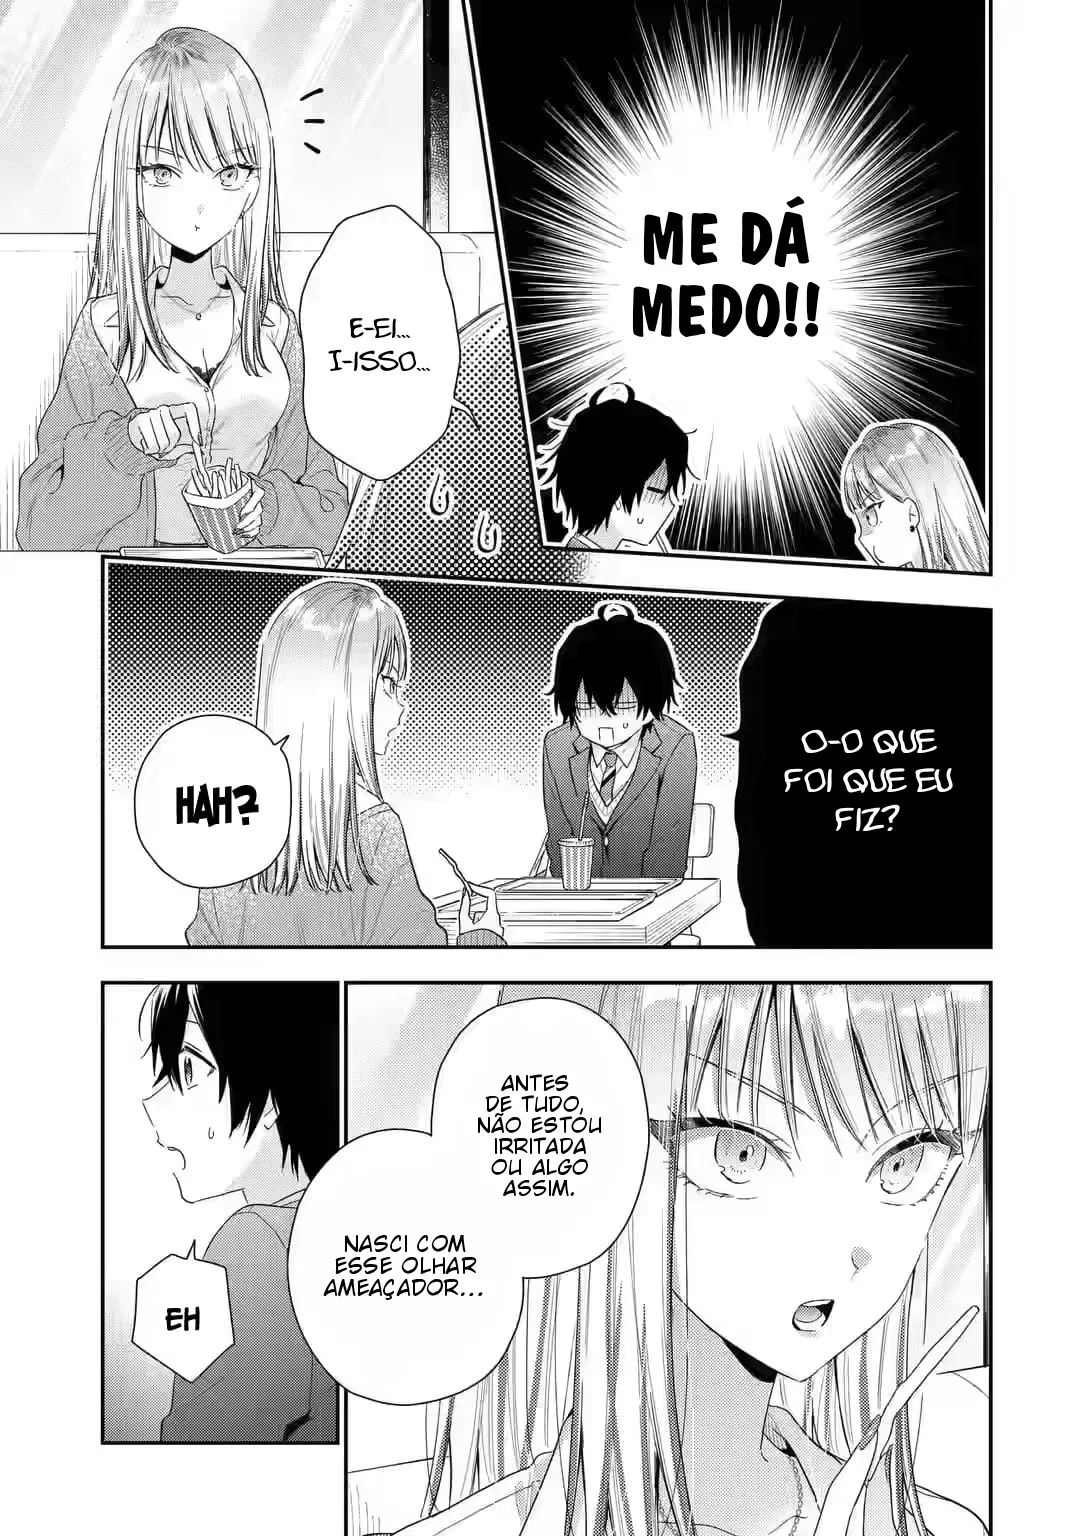 ME DÁ
MEDO!!
E-EI...
I-ISSO...
O-O QUE
FOI QUE EU
FIZ?
HAH?
ANTES
DE TUDO,
NÃO ESTOU
IRRITADA
OU ALGO
ASSIM.
NASCI COM
ESSE OLHAR
AMEAÇADOR...
EH